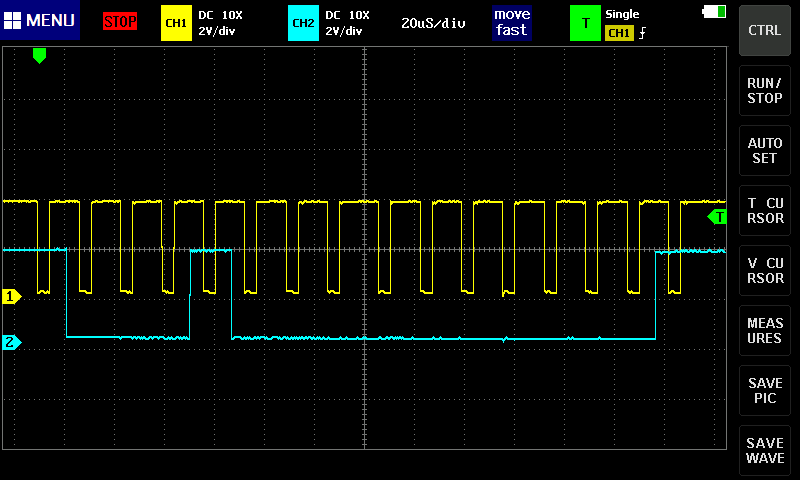 MENU
STOP
CH1
DC 10X
2V/div
CH2
DC 10X
2V/div
20uS/div
move
fast
T
Single
CH1
CTRL
RUN/
STOP
AUTO
SET
T CU
RSOR
V CU
RSOR
MEAS
URES
SAVE
PIC
SAVE
WAVE
T
1
2